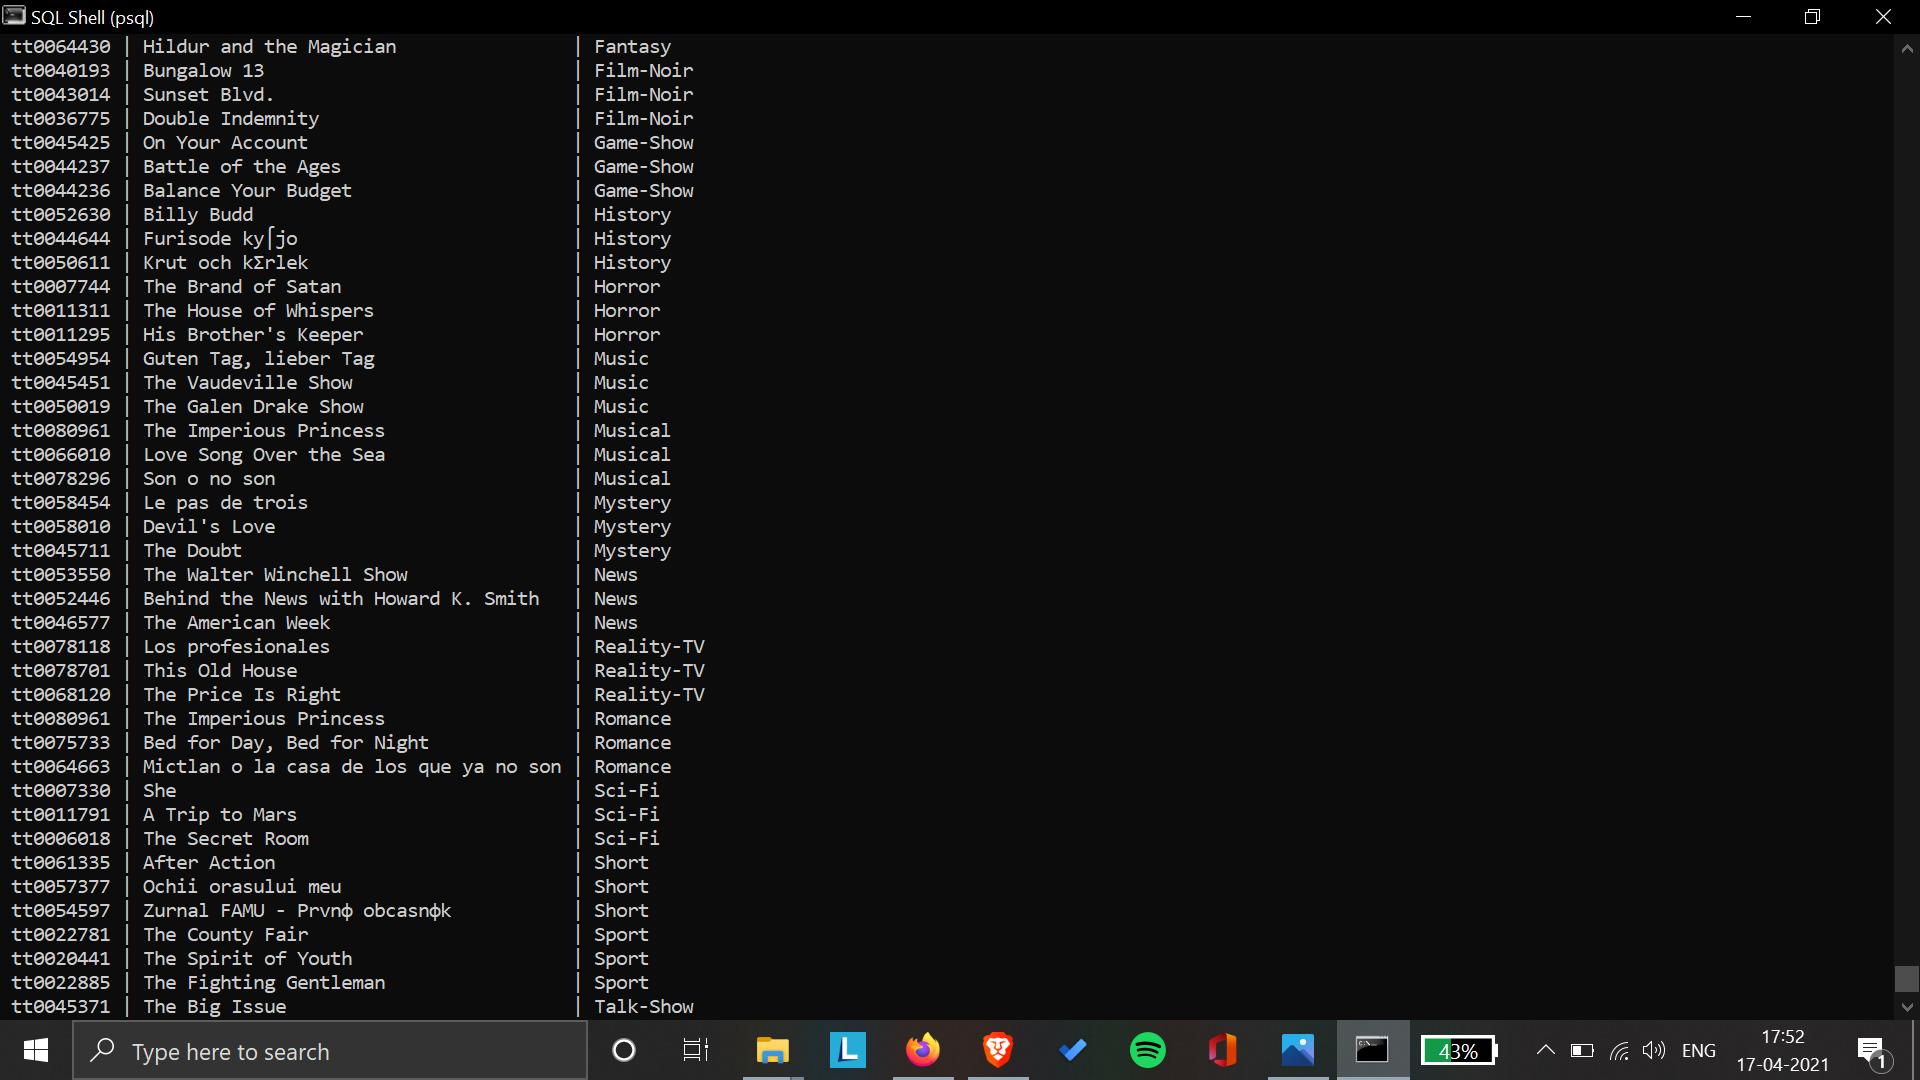 SQL Shell (psql)
tt0064430 | Hildur and the Magician | Fantasy
tt0040193 | Bungalow 13 | Film-Noir
tt0043014 | Sunset Blvd. | Film-Noir
tt0036775 | Double Indemnity | Film-Noir
tt0045425 | On Your Account | Game-Show
tt0044237 | Battle of the Ages | Game-Show
tt0044236 | Balance Your Budget | Game-Show
tt0052630 | Billy Budd | History
tt0044644 | Furisode ky⌠jo | History
tt0050611 | Krut och kΣrlek | History
tt0007744 | The Brand of Satan | Horror
tt0011311 | The House of Whispers | Horror
tt0011295 | His Brother's Keeper | Horror
tt0054954 | Guten Tag, lieber Tag | Music
tt0045451 | The Vaudeville Show | Music
tt0050019 | The Galen Drake Show | Music
tt0080961 | The Imperious Princess | Musical
tt0066010 | Love Song Over the Sea | Musical
tt0078296 | Son o no son | Musical
tt0058454 | Le pas de trois | Mystery
tt0058010 | Devil's Love | Mystery
tt0045711 | The Doubt | Mystery
tt0053550 | The Walter Winchell Show | News
tt0052446 | Behind the News with Howard K. Smith | News
tt0046577 | The American Week | News
tt0078118 | Los profesionales | Reality-TV
tt0078701 | This Old House | Reality-TV
tt0068120 | The Price Is Right | Reality-TV
tt0080961 | The Imperious Princess | Romance
tt0075733 | Bed for Day, Bed for Night | Romance
tt0064663 | Mictlan o la casa de los que ya no son | Romance
tt0007330 | She | Sci-Fi
tt0011791 | A Trip to Mars | Sci-Fi
tt0006018 | The Secret Room | Sci-Fi
tt0061335 | After Action | Short
tt0057377 | Ochii orasului meu | Short
tt0054597 | Zurnal FAMU - Prvnφ obcasnφk | Short
tt0022781 | The County Fair | Sport
tt0020441 | The Spirit of Youth | Sport
tt0022885 | The Fighting Gentleman | Sport
tt0045371 | The Big Issue | Talk-Show
Type here to search
L
43%
ENG
17:52
17-04-2021
1